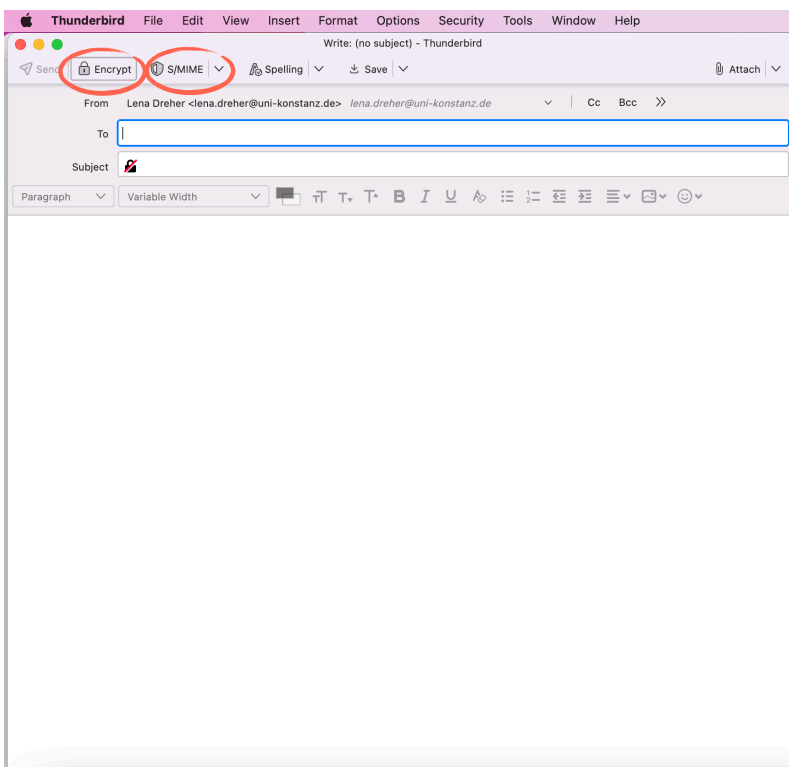 Thunderbird File Edit View Insert Format Options Security Tools Window Help
Write: (no subject) - Thunderbird
Send Encrypt S/MIME Spelling Save Attach
From Lena Dreher <lena.dreher@uni-konstanz.de> lena.dreher@uni-konstanz.de Cc Bcc
To
Subject
Paragraph Variable Width